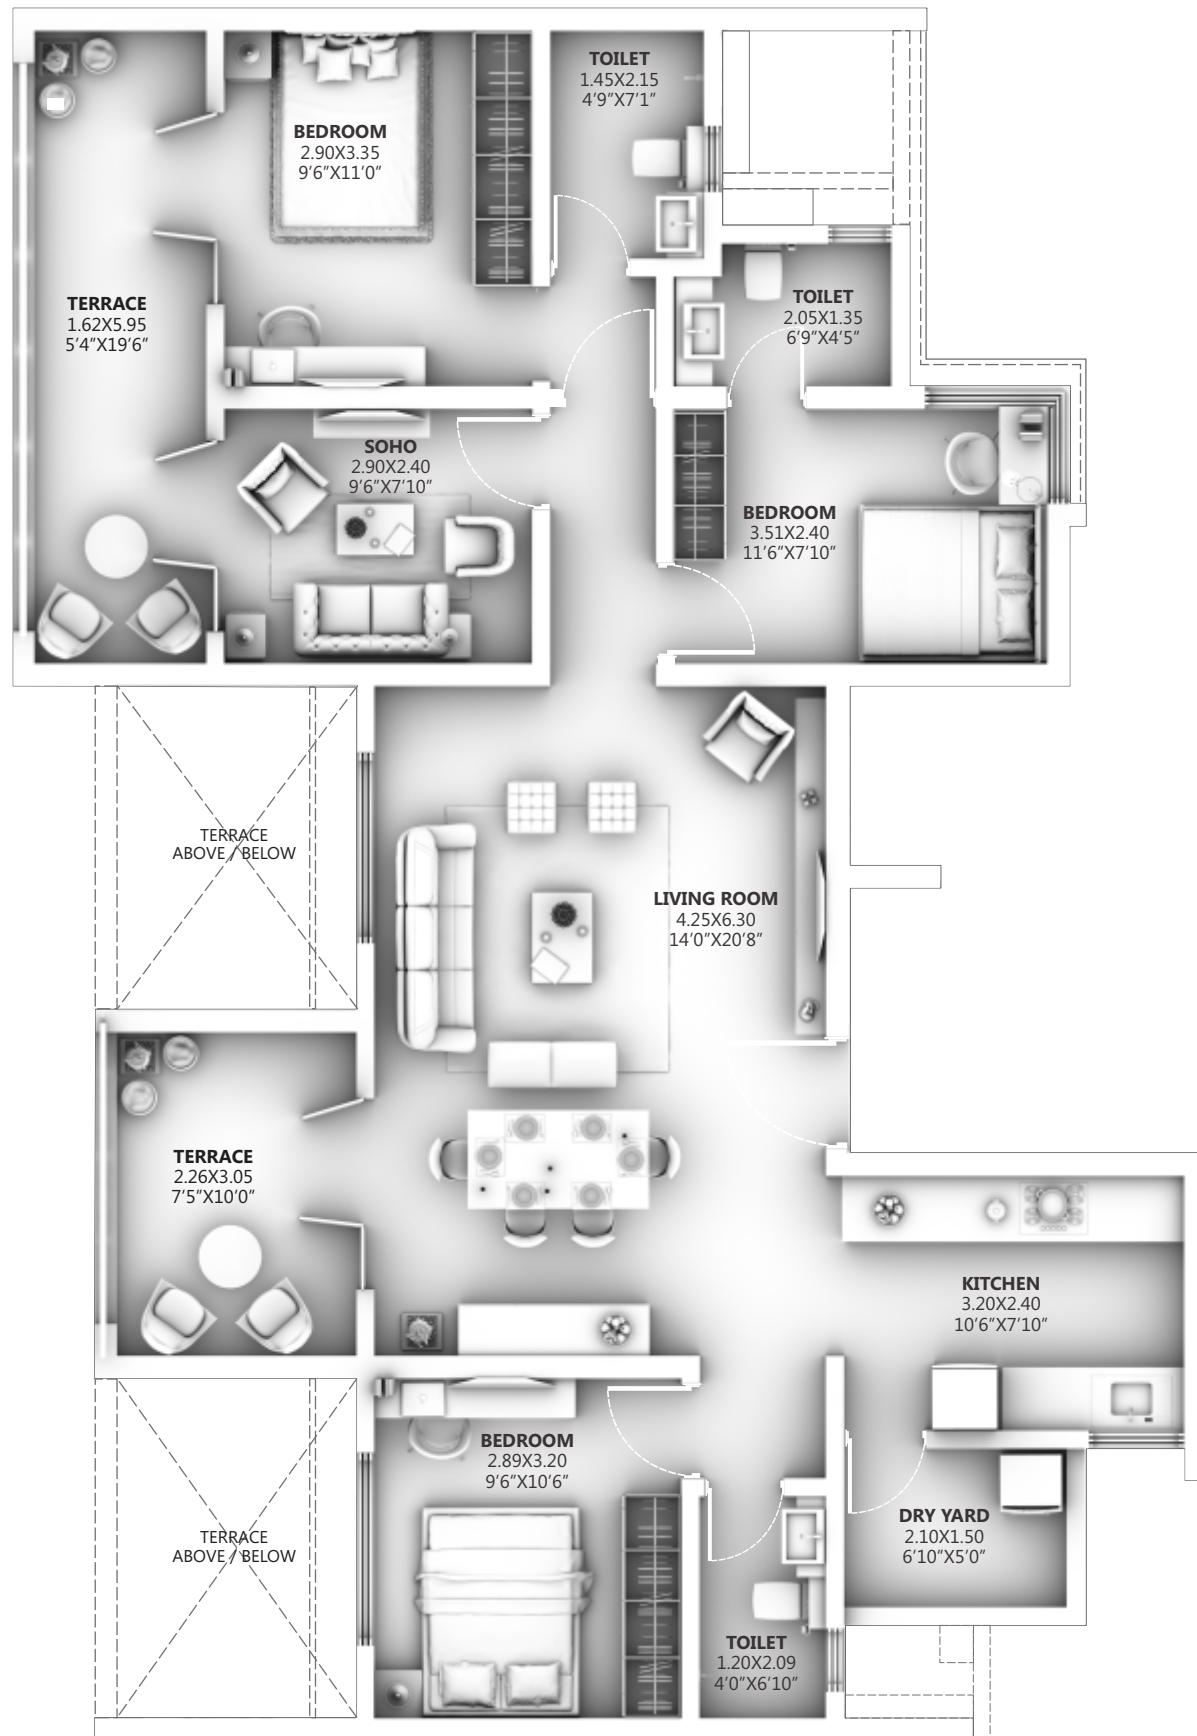 TOILET
1.45X2.15
4'9"X7'1"
BEDROOM
2.90X3.35
9'6"X11'0"
TERRACE
1.62X5.95
5'4"X19'6"
TOILET
2.05X1.35
6'9"X4'5"
SOHO
2.90X2.40
9'6"X7'10"
BEDROOM
3.51X2.40
11'6"X7'10"
TERRACE
ABOVE / BELOW
LIVING ROOM
4.25X6.30
14'0"X20'8"
TERRACE
2.26X3.05
7'5"X10'0"
KITCHEN
3.20X2.40
10'6"X7'10"
BEDROOM
2.89X3.20
9'6"X10'6"
DRY YARD
2.10X1.50
6'10"X5'0"
TERRACE
ABOVE / BELOW
TOILET
1.20X2.09
4'0"X6'10"